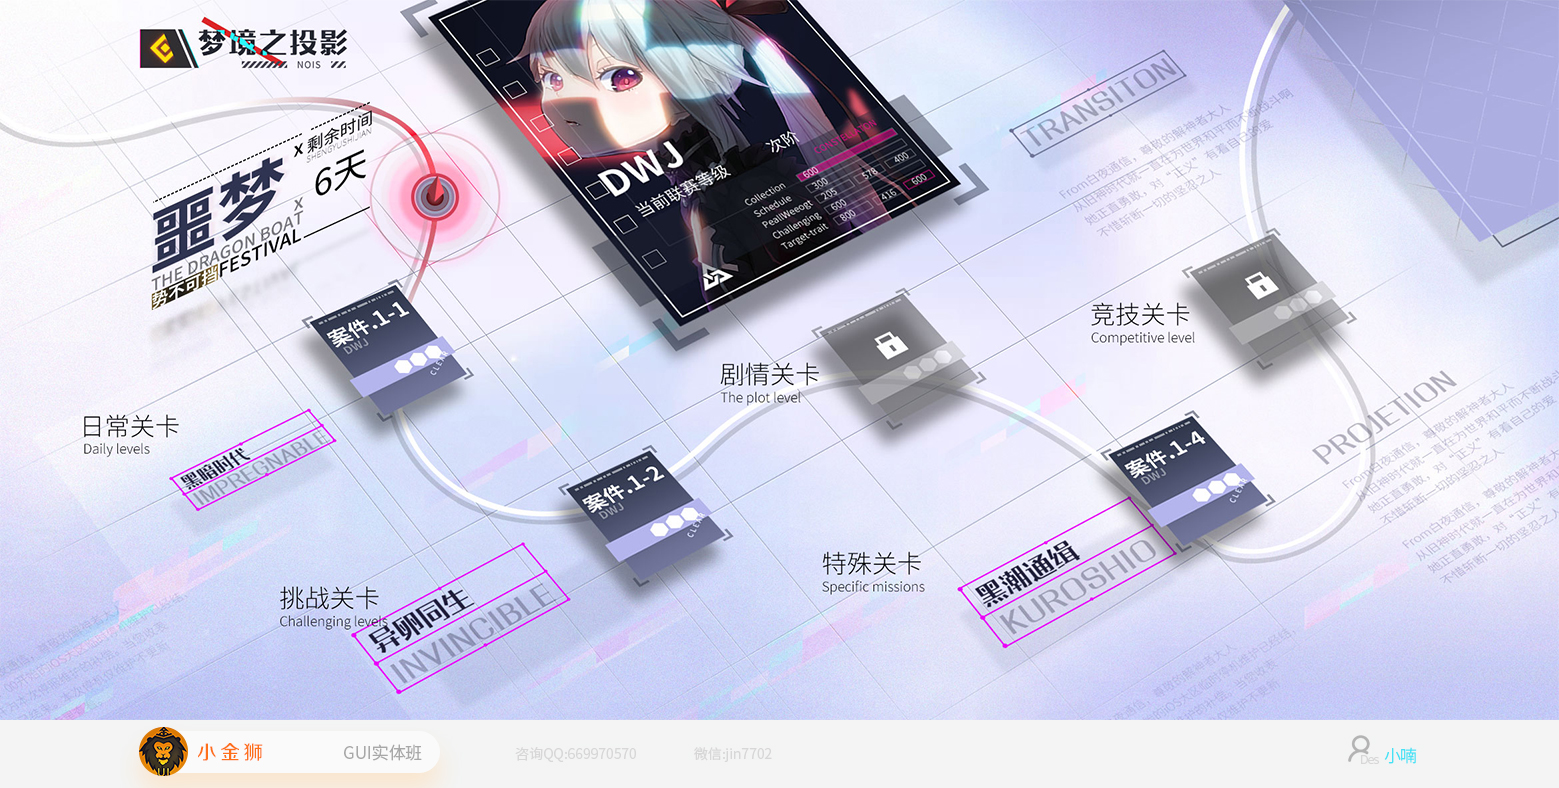 梦境之投影
NOIS
x 剩余时间
SHENGYUSHIJIAN
6天
噩梦
x
THE DRAGON BOAT
势不可挡FESTIVAL
DWJ
当前联赛等级
次阶
Collection
Schedule
PeallWeeogt
Challenging
Target-trait
600
300
205
600
800
578
400
416
600
TRANSITON
From白夜通信，尊敬的解神者大人
从旧神时代就一直在为世界和平而不断战斗啊
她正直勇敢，对“正义”有着自己的爱
不惜斩断一切的坚忍之人
案件.1-1
DWJ
CLEAR
日常关卡
Daily levels
黑暗时代
IMPREGNABLE
案件.1-2
DWJ
CLEAR
挑战关卡
Challenging levels
异卵同生
INVINCIBLE
剧情关卡
The plot level
竞技关卡
Competitive level
案件.1-4
DWJ
CLEAR
特殊关卡
Specific missions
黑潮通缉
KUROSHIO
PROJETION
From白夜通信，尊敬的解神者大人
从旧神时代就一直在为世界和平而不断战斗
她正直勇敢，对“正义”有着自己的爱
不惜斩断一切的坚忍之人
小金狮
GUI实体班
咨询QQ:669970570
微信:jin7702
Des
小喃